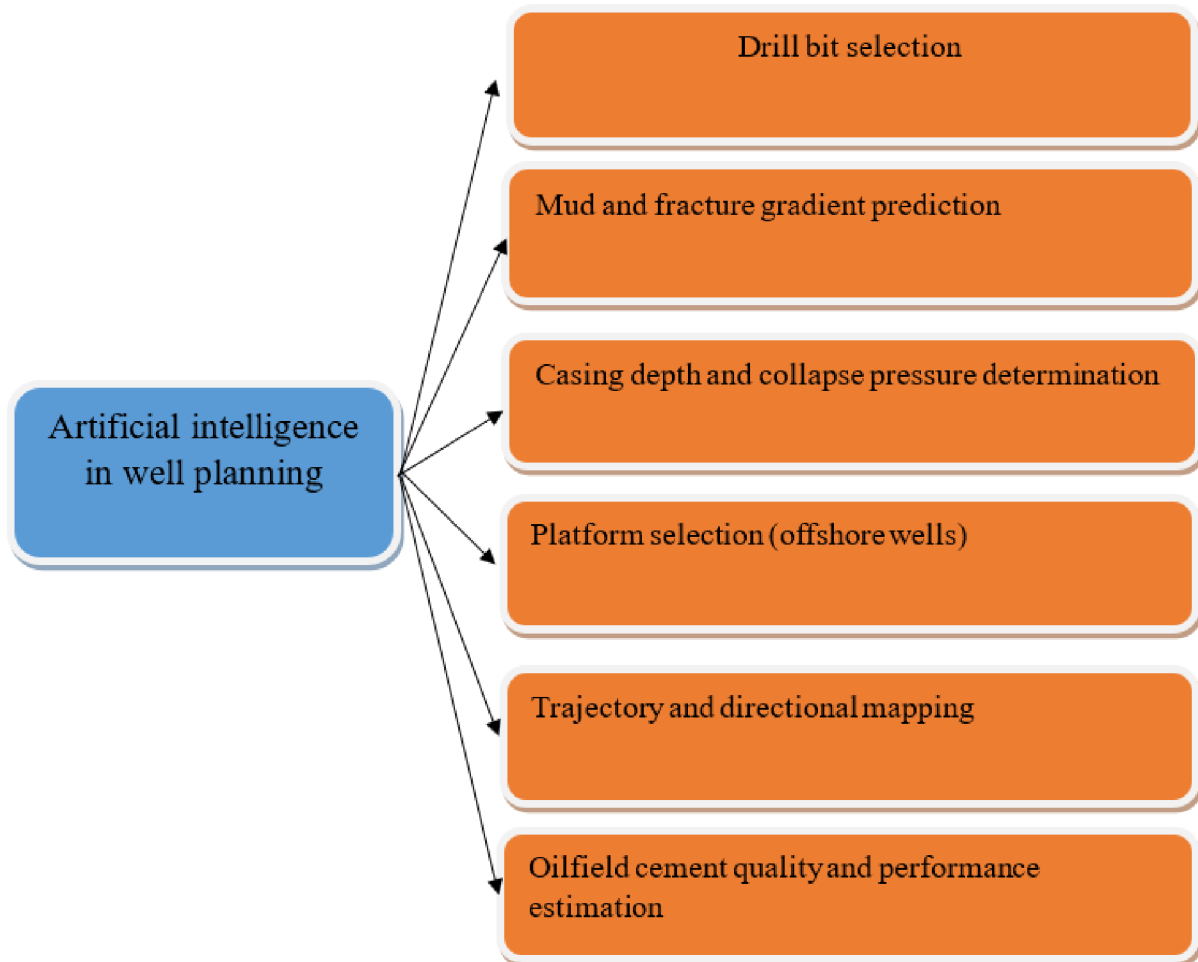 Drill bit selection
Mud and fracture gradient prediction
Casing depth and collapse pressure determination
Artificial intelligence
in well planning
Platform selection (offshore wells)
Trajectory and directional mapping
Oilfield cement quality and performance
estimation